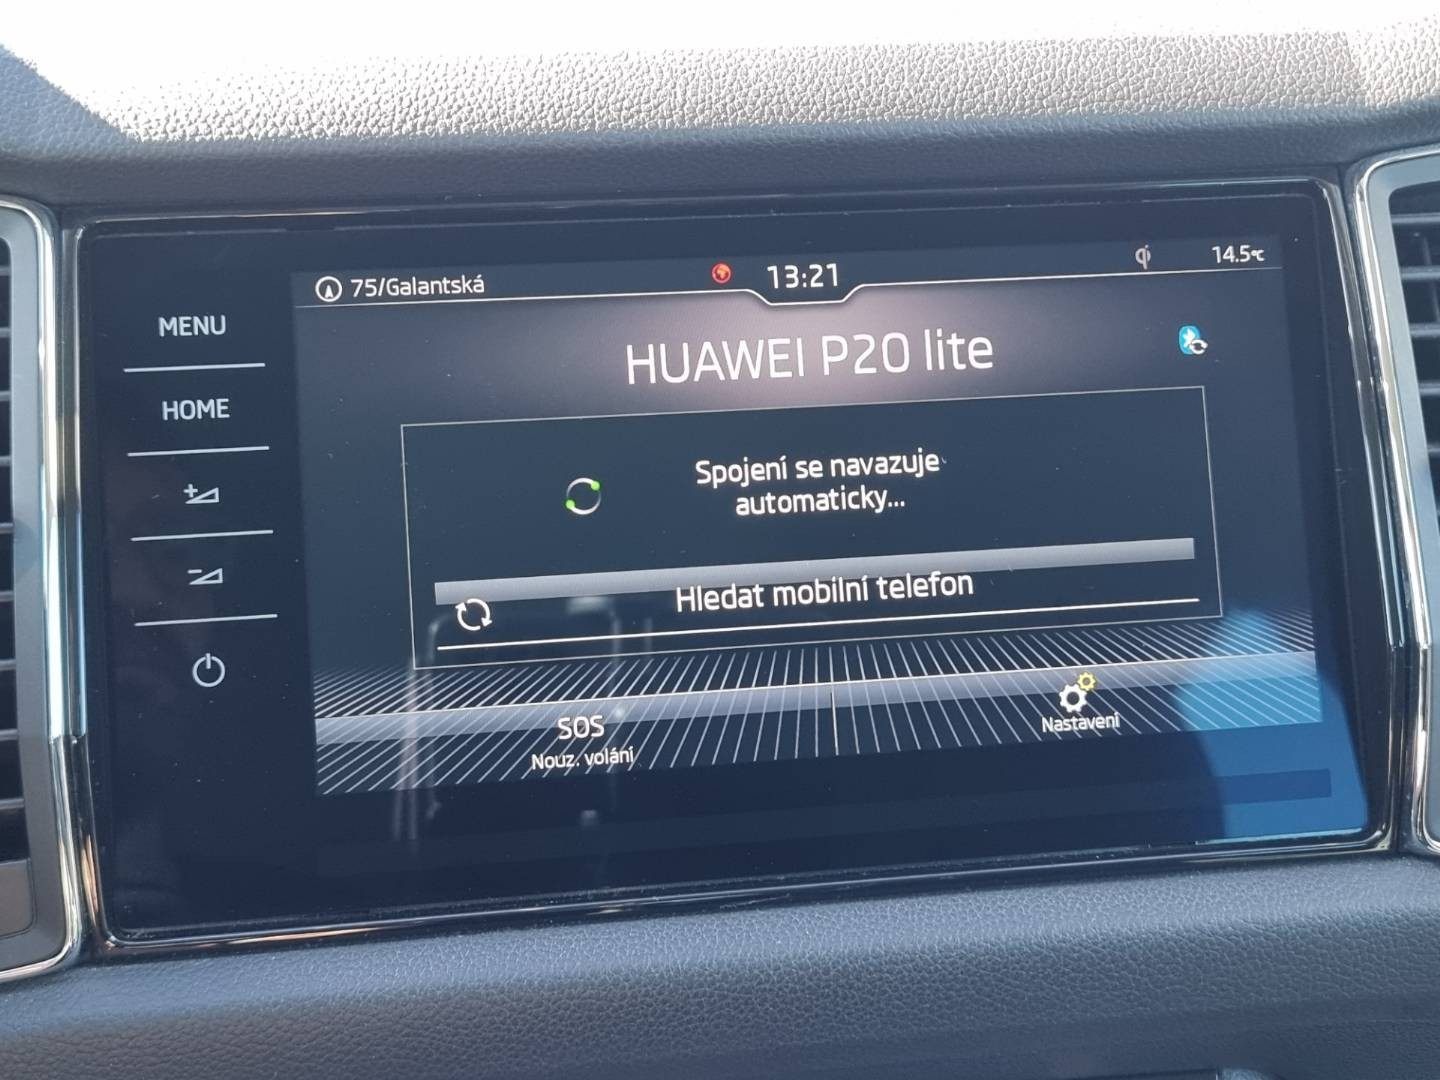 75/Galantská
13:21
14.5°C
MENU
HOME
HUAWEI P20 lite
Spojení se navazuje
automaticky...
Hledat mobilní telefon
SOS
Nouz. volání
Nastavení